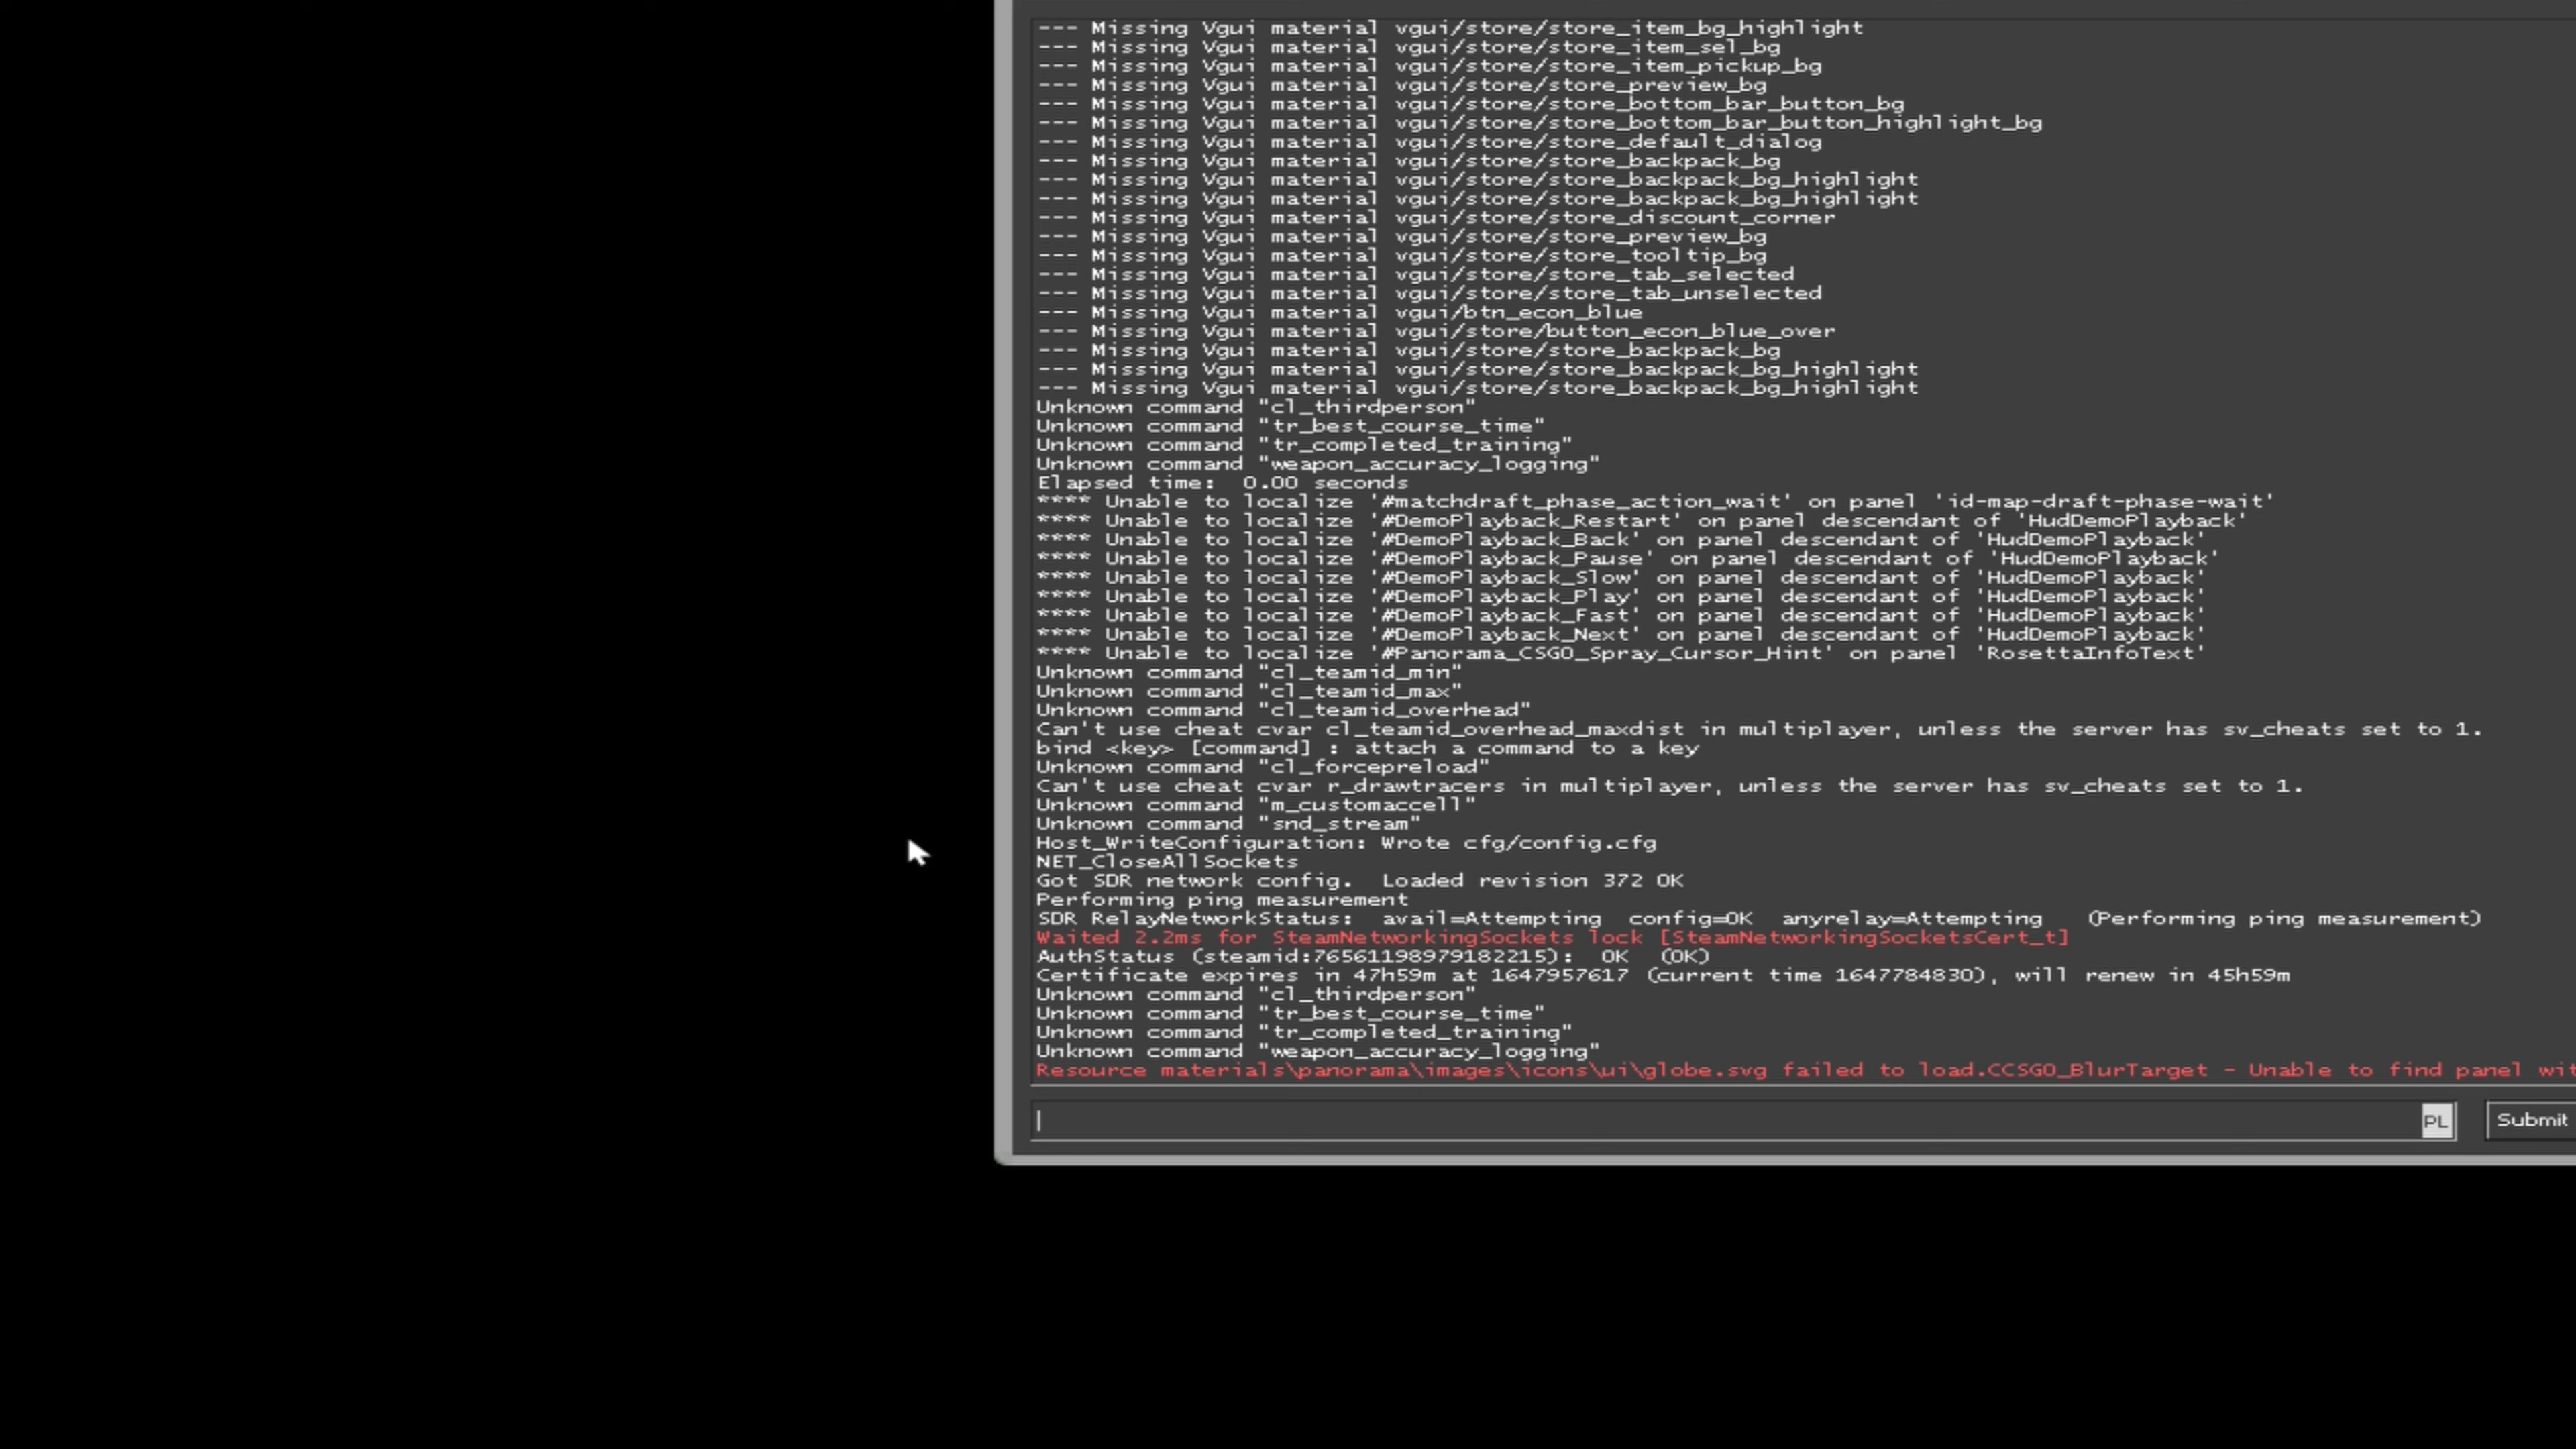 --- Missing Vgui material vgui/store/store_item_bg_highlight
--- Missing Vgui material vgui/store/store_item_sel_bg
--- Missing Vgui material vgui/store/store_item_pickup_bg
--- Missing Vgui material vgui/store/store_preview_bg
--- Missing Vgui material vgui/store/store_bottom_bar_button_bg
--- Missing Vgui material vgui/store/store_bottom_bar_button_highlight_bg
--- Missing Vgui material vgui/store/store_default_dialog
--- Missing Vgui material vgui/store/store_backpack_bg
--- Missing Vgui material vgui/store/store_backpack_bg_highlight
--- Missing Vgui material vgui/store/store_backpack_bg_highlight
--- Missing Vgui material vgui/store/store_discount_corner
--- Missing Vgui material vgui/store/store_preview_bg
--- Missing Vgui material vgui/store/store_tooltip_bg
--- Missing Vgui material vgui/store/store_tab_selected
--- Missing Vgui material vgui/store/store_tab_unselected
--- Missing Vgui material vgui/btn_econ_blue
--- Missing Vgui material vgui/store/button_econ_blue_over
--- Missing Vgui material vgui/store/store_backpack_bg
--- Missing Vgui material vgui/store/store_backpack_bg_highlight
--- Missing Vgui material vgui/store/store_backpack_bg_highlight
Unknown command "cl_thirdperson"
Unknown command "tr_best_course_time"
Unknown command "tr_completed_training"
Unknown command "weapon_accuracy_logging"
Elapsed time:  0.00 seconds
**** Unable to localize '#matchdraft_phase_action_wait' on panel 'id-map-draft-phase-wait'
**** Unable to localize '#DemoPlayback_Restart' on panel descendant of 'HudDemoPlayback'
**** Unable to localize '#DemoPlayback_Back' on panel descendant of 'HudDemoPlayback'
**** Unable to localize '#DemoPlayback_Pause' on panel descendant of 'HudDemoPlayback'
**** Unable to localize '#DemoPlayback_Slow' on panel descendant of 'HudDemoPlayback'
**** Unable to localize '#DemoPlayback_Play' on panel descendant of 'HudDemoPlayback'
**** Unable to localize '#DemoPlayback_Fast' on panel descendant of 'HudDemoPlayback'
**** Unable to localize '#DemoPlayback_Next' on panel descendant of 'HudDemoPlayback'
**** Unable to localize '#Panorama_CSGO_Spray_Cursor_Hint' on panel 'RosettaInfoText'
Unknown command "cl_teamid_min"
Unknown command "cl_teamid_max"
Unknown command "cl_teamid_overhead"
Can't use cheat cvar cl_teamid_overhead_maxdist in multiplayer, unless the server has sv_cheats set to 1.
bind <key> [command] : attach a command to a key
Unknown command "cl_forcepreload"
Can't use cheat cvar r_drawtracers in multiplayer, unless the server has sv_cheats set to 1.
Unknown command "m_customaccell"
Unknown command "snd_stream"
Host_WriteConfiguration: Wrote cfg/config.cfg
NET_CloseAllSockets
Got SDR network config.  Loaded revision 372 OK
Performing ping measurement
SDR RelayNetworkStatus:  avail=Attempting  config=OK  anyrelay=Attempting   (Performing ping measurement)
Waited 2.2ms for SteamNetworkingSockets lock [SteamNetworkingSocketsCert_t]
AuthStatus (steamid:76561198979182215):  OK  (OK)
Certificate expires in 47h59m at 1647957617 (current time 1647784830), will renew in 45h59m
Unknown command "cl_thirdperson"
Unknown command "tr_best_course_time"
Unknown command "tr_completed_training"
Unknown command "weapon_accuracy_logging"
Resource materials\panorama\images\icons\ui\globe.svg failed to load.CCSGO_BlurTarget - Unable to find panel wit
PL Submit